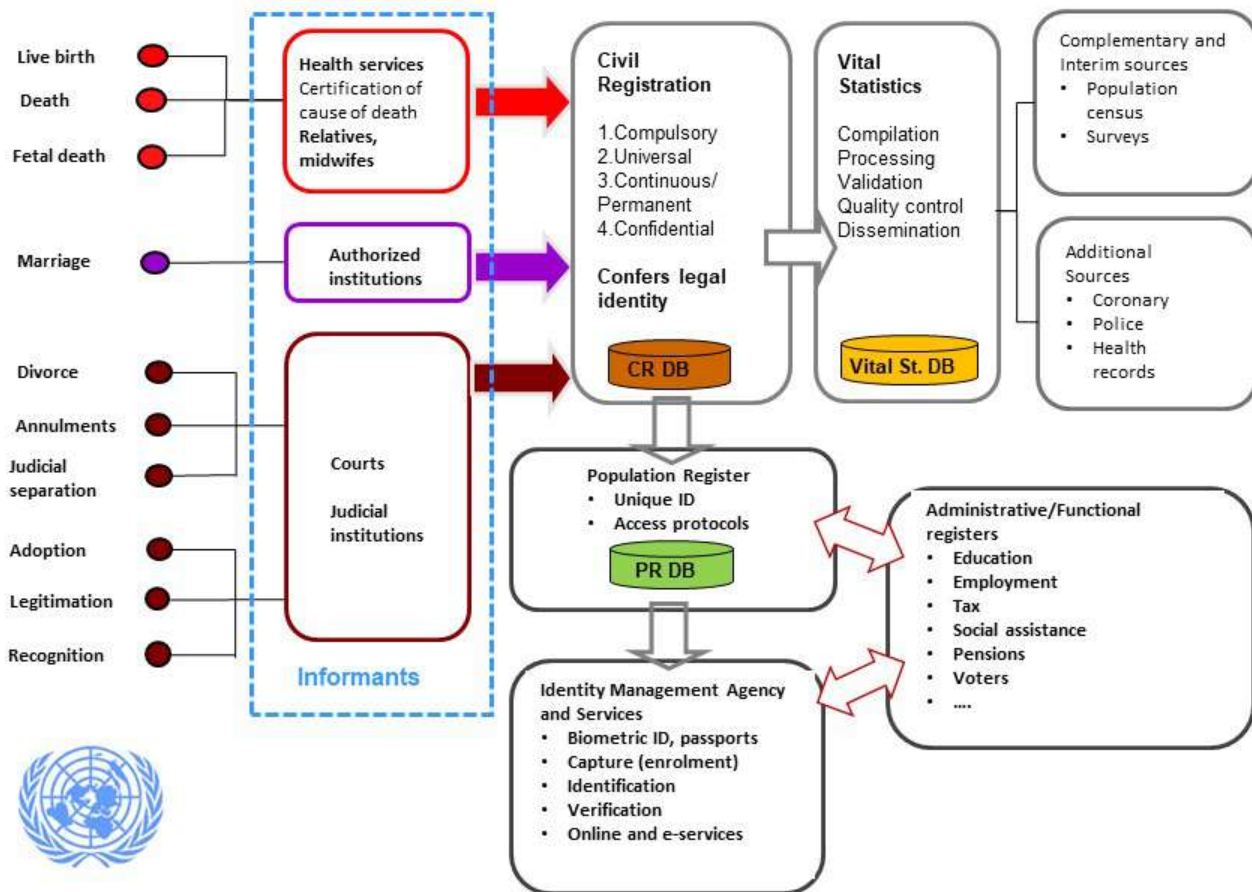 Live birth
Death
Fetal death
Marriage
Divorce
Annulments
Judicial
separation
Adoption
Legitimation
Recognition
Health services
Certification of
cause of death
Relatives,
midwifes
Authorized
institutions
Courts
Judicial
institutions
Informants
Civil
Registration
1.Compulsory
2.Universal
3.Continuous/
Permanent
4.Confidential
Confers legal
identity
CR DB
Vital
Statistics
Compilation
Processing
Validation
Quality control
Dissemination
Vital St. DB
Complementary and
Interim sources
• Population
census
• Surveys
Additional
Sources
• Coronary
• Police
• Health
records
Population Register
• Unique ID
• Access protocols
PR DB
Administrative/Functional
registers
• Education
• Employment
• Tax
• Social assistance
• Pensions
• Voters
• ....
Identity Management Agency
and Services
• Biometric ID, passports
• Capture (enrolment)
• Identification
• Verification
• Online and e-services